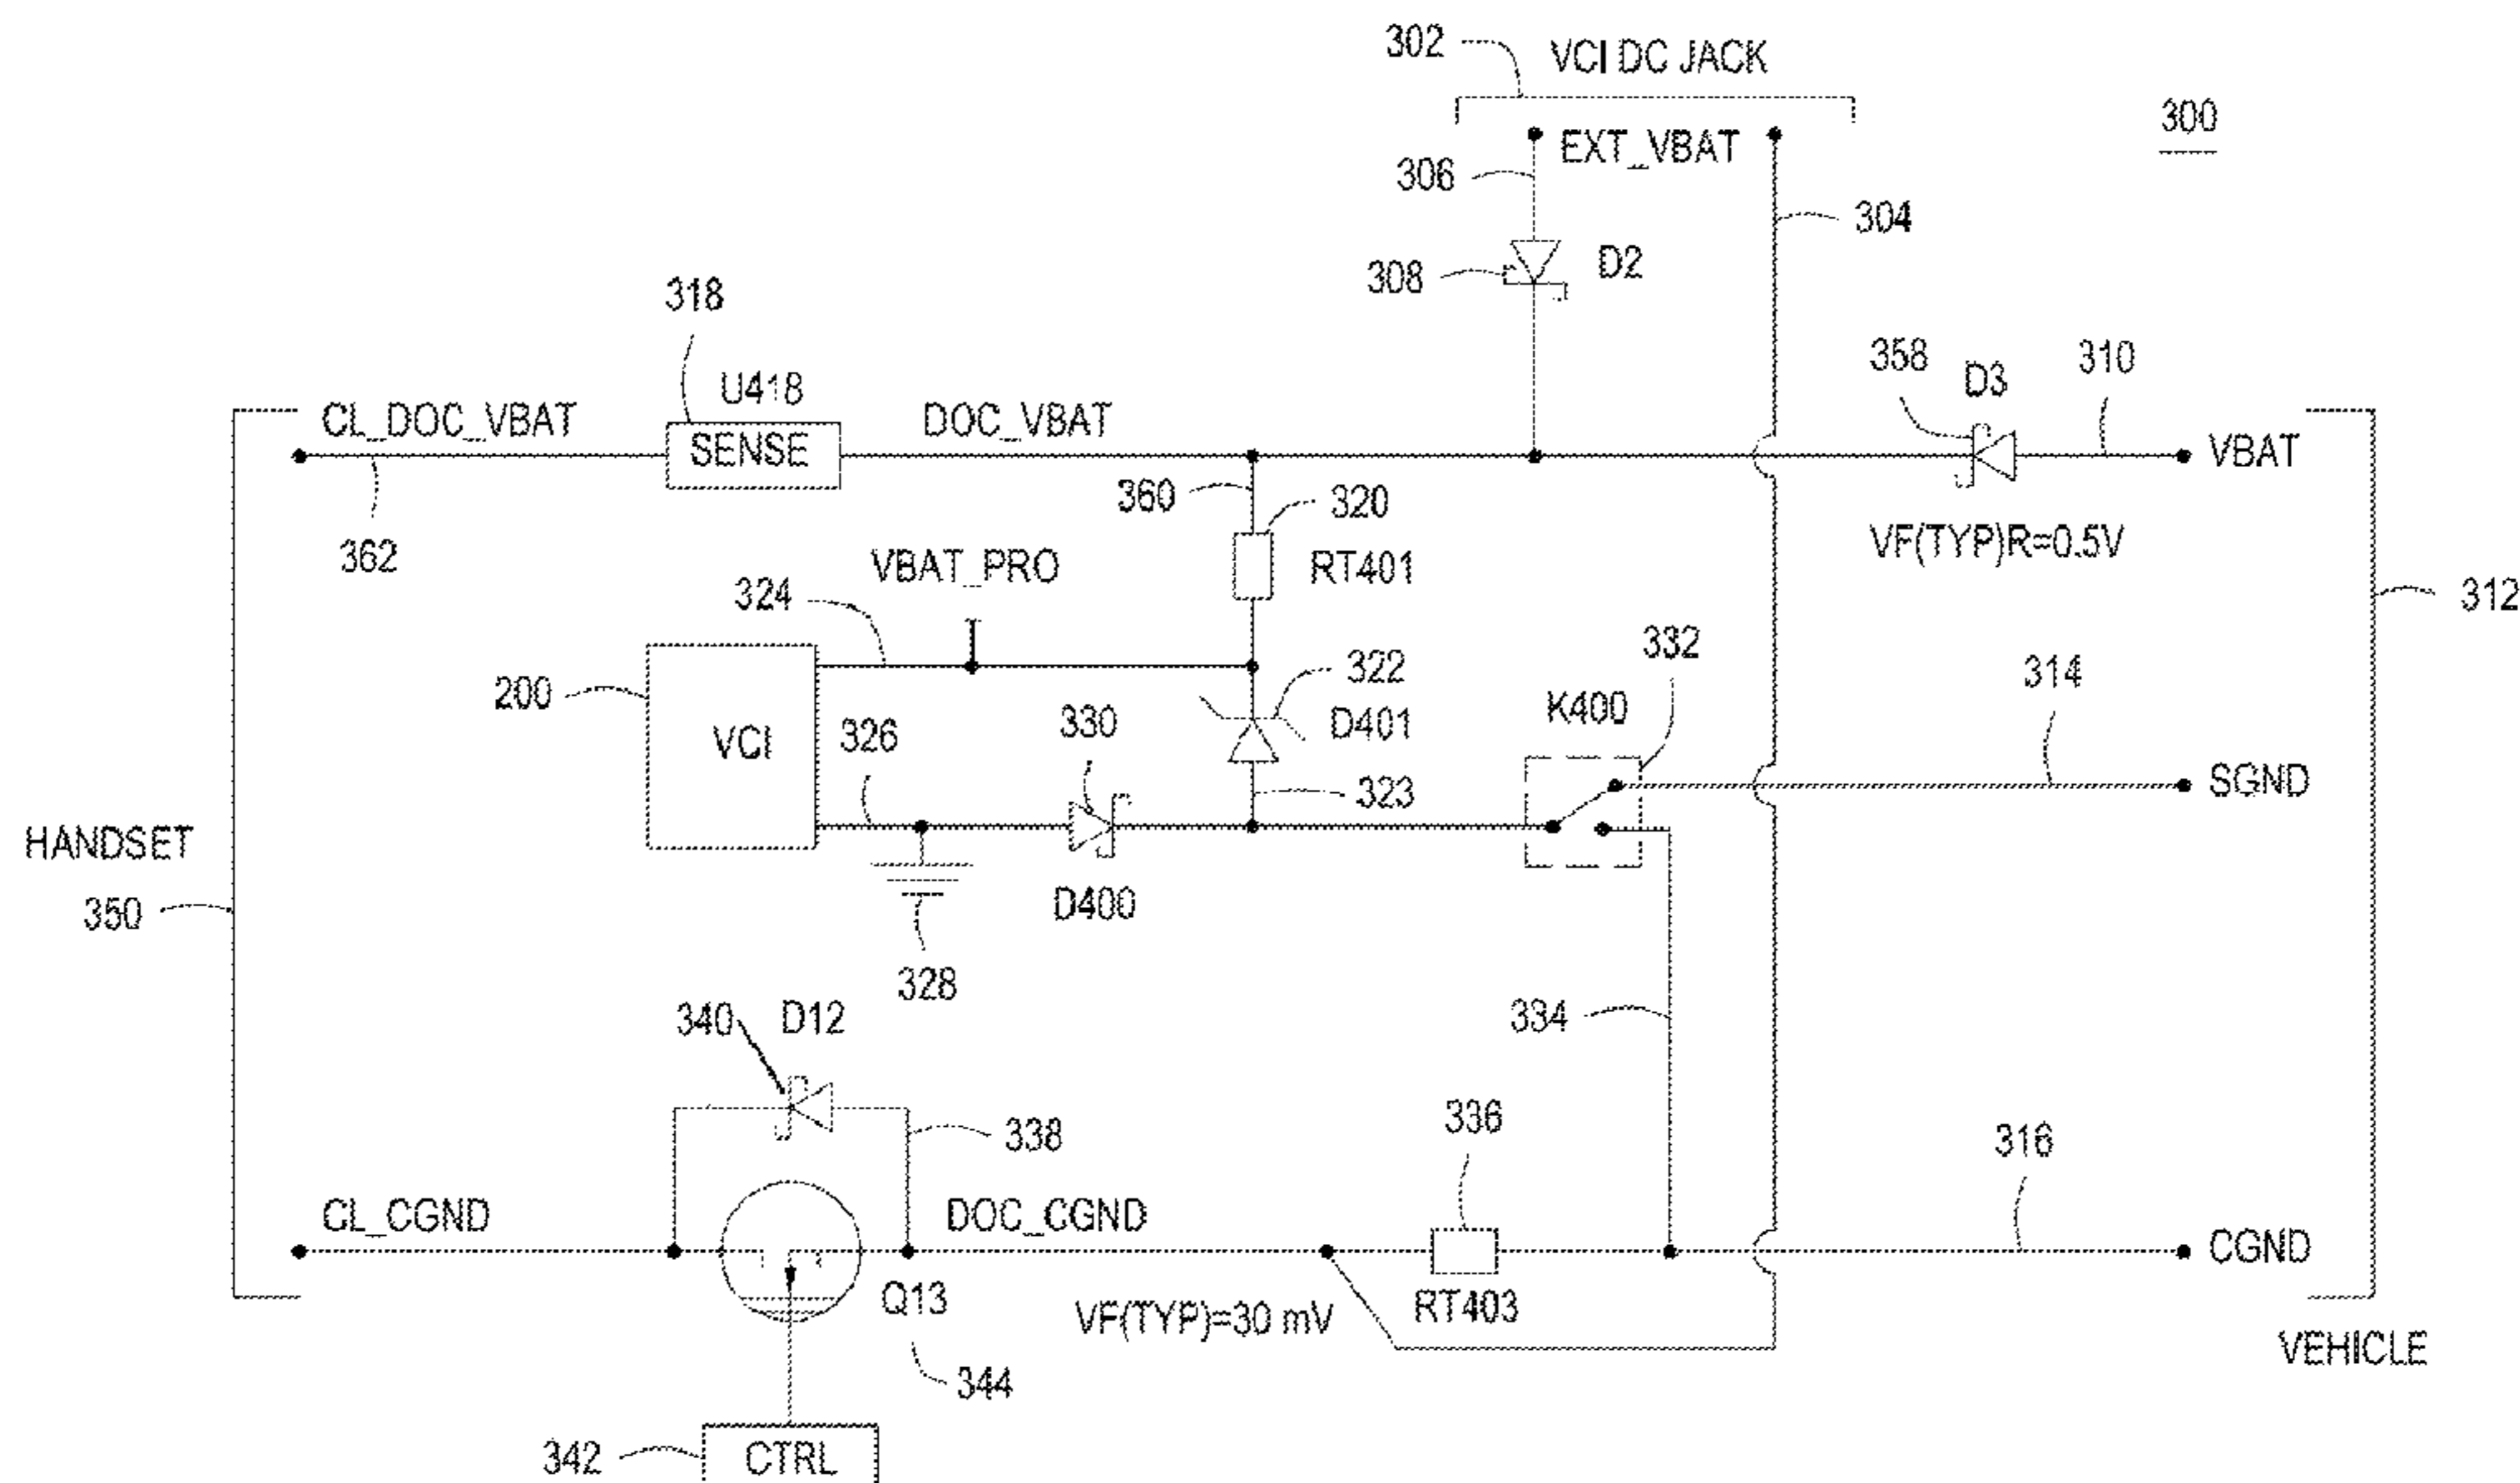 302 VCI DC JACK
300
EXT_VBAT
306
304
308 D2
318
358 D3 310
U418
CL_DOC_VBAT DOC_VBAT
SENSE VBAT
360 320
362 VBAT_PRO RT401 VF(TYP)R=0.5V
324 312
332
322 314
200 K400
330 D401
VCI 326
323 SGND
HANDSET
350 D400
328
340 D12 334
336
338 316
CL_CGND DOC_CGND
CGND
Q13 VF(TYP)=30 mV RT403
VEHICLE
344
342 CTRL